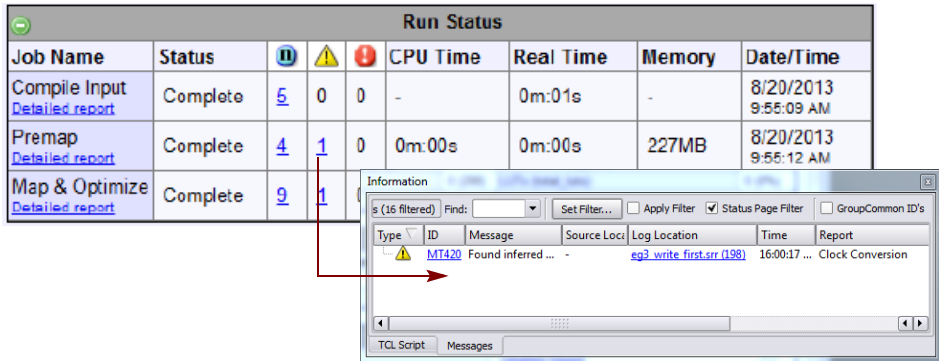 Run Status
Job Name Status CPU Time Real Time Memory Date/Time
Compile Input Complete 5 0 0 - 0m:01s - 8/20/2013
Detailed report 9:55:09 AM
Premap Complete 4 1 0 0m:00s 0m:00s 227MB 8/20/2013
Detailed report 9:55:12 AM
Map & Optimize Complete 9 1
Detailed report
Information
s (16 filtered) Find: Set Filter... Apply Filter Status Page Filter GroupCommon ID's
Type ID Message Source Loca Log Location Time Report
MT420 Found inferred ... - eg3_write_first.srr (198) 16:00:17 ... Clock Conversion
TCL Script Messages